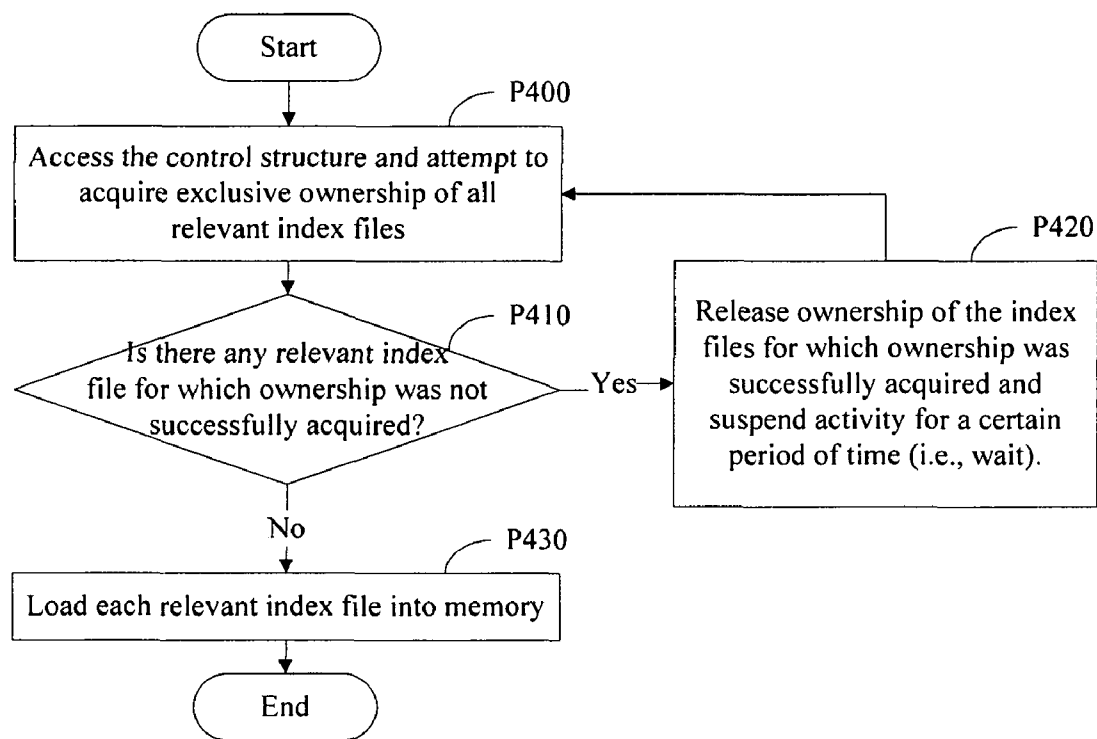 Start
P400
Access the control structure and attempt to
acquire exclusive ownership of all
relevant index files
P410
Is there any relevant index
file for which ownership was not
successfully acquired?
Yes
P420
Release ownership of the index
files for which ownership was
successfully acquired and
suspend activity for a certain
period of time (i.e., wait).
No
P430
Load each relevant index file into memory
End